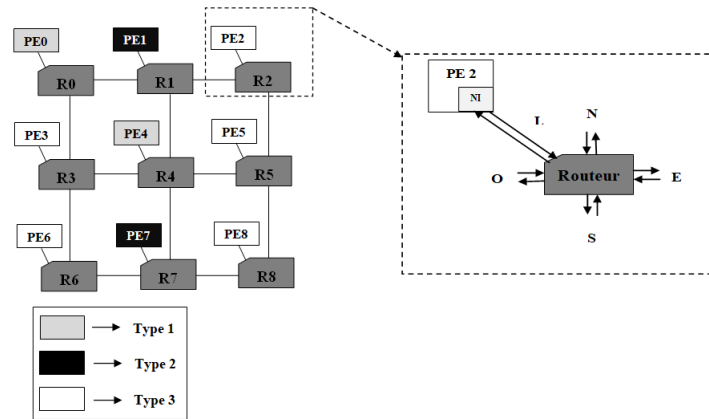 PE0
PE1
PE2
R0
R1
R2
PE3
PE4
PE5
R3
R4
R5
PE6
PE7
PE8
R6
R7
R8
Type 1
Type 2
Type 3
PE 2
NI
L
N
O
Routeur
E
S